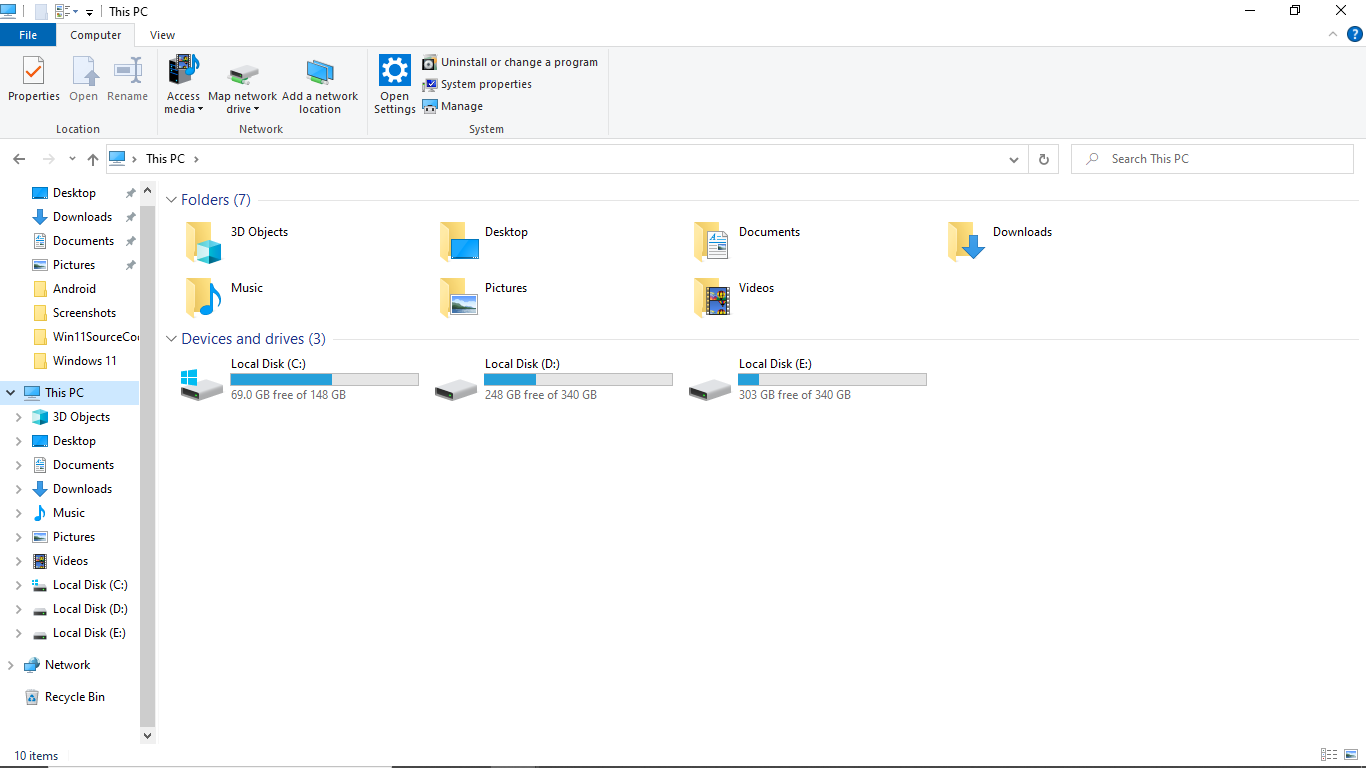 This PC
File Computer View
Properties Open Rename
Access media
Map network drive
Add a network location
Open Settings
Uninstall or change a program
System properties
Manage
Location Network System
This PC
Search This PC
Desktop
Downloads
Documents
Pictures
Android
Screenshots
Win11SourceCo
Windows 11
This PC
3D Objects
Desktop
Documents
Downloads
Music
Pictures
Videos
Local Disk (C:)
Local Disk (D:)
Local Disk (E:)
Network
Recycle Bin
Folders (7)
3D Objects Desktop Documents Downloads
Music Pictures Videos
Devices and drives (3)
Local Disk (C:) Local Disk (D:) Local Disk (E:)
69.0 GB free of 148 GB 248 GB free of 340 GB 303 GB free of 340 GB
10 items